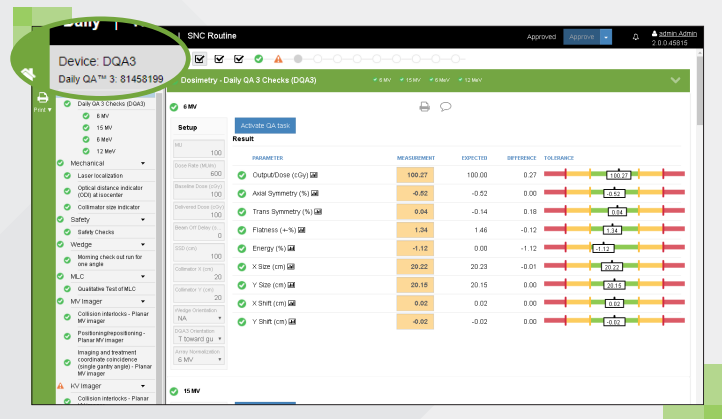 Daily
SNC Routine
Approved Approve admin Admin
2.0.0.45815
Device: DQA3
Daily QA™ 3: 81458199
Dosimetry - Daily QA 3 Checks (DQA3) 6 MV 15 MV 6 MeV 12 MeV
Print
Daily QA 3 Checks (DQA3)
6 MV
15 MV
6 MeV
12 MeV
Mechanical
Laser localization
Optical distance indicator
(ODI) at isocenter
Collimator size indicator
Safety
Safety Checks
Wedge
Morning check out run for
one angle
MLC
Qualitative Test of MLC
MV Imager
Collision interlocks - Planar
MV imager
Positioning/repositioning -
Planar MV imager
Imaging and treatment
coordinate coincidence
(single gantry angle) - Planar
MV imager
KV Imager
Collision interlocks - Planar
6 MV
Setup
MU
100
Dose Rate (MU/m)
600
Baseline Dose (cGy)
100
Delivered Dose (cGy)
100
Beam Off Delay (s...
0
SSD (cm)
100
Collimator X (cm)
20
Collimator Y (cm)
20
Wedge Orientation
NA
DQA3 Orientation
T toward gu
Array Normalization
6 MV
Activate QA task
Result
PARAMETER MEASUREMENT EXPECTED DIFFERENCE TOLERANCE
Output/Dose (cGy) 100.27 100.00 0.27 100.27
Axial Symmetry (%) -0.52 -0.52 0.00 -0.52
Trans Symmetry (%) 0.04 -0.14 0.18 0.04
Flatness (+-%) 1.34 1.46 -0.12 1.34
Energy (%) -1.12 0.00 -1.12 -1.12
X Size (cm) 20.22 20.23 -0.01 20.22
Y Size (cm) 20.15 20.15 0.00 20.15
X Shift (cm) 0.02 0.02 0.00 0.02
Y Shift (cm) -0.02 -0.02 0.00 -0.02
15 MV
Setup
Activate QA task